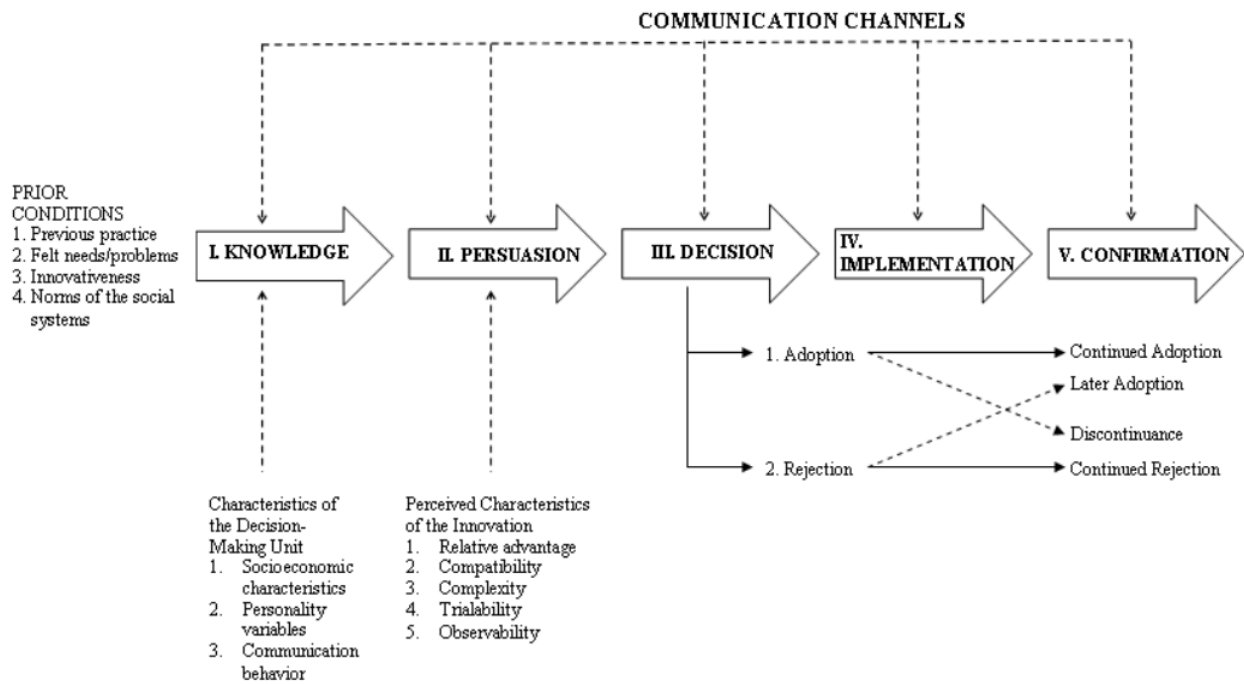 COMMUNICATION CHANNELS
PRIOR
CONDITIONS
1. Previous practice
2. Felt needs/problems
3. Innovativeness
4. Norms of the social
systems
I. KNOWLEDGE
II. PERSUASION
III. DECISION
IV.
IMPLEMENTATION
V. CONFIRMATION
1. Adoption
2. Rejection
Continued Adoption
Later Adoption
Discontinuance
Continued Rejection
Characteristics of
the Decision-
Making Unit
1. Socioeconomic
characteristics
2. Personality
variables
3. Communication
behavior
Perceived Characteristics
of the Innovation
1. Relative advantage
2. Compatibility
3. Complexity
4. Trialability
5. Observability